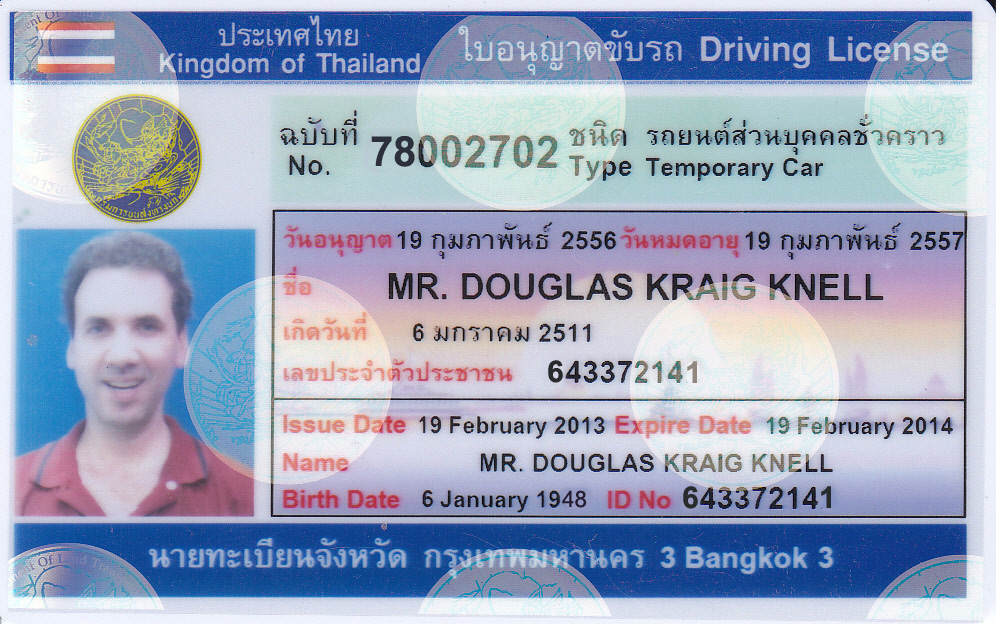 ประเทศไทย
Kingdom of Thailand
ใบอนุญาตขับรถ Driving License
ฉบับที่ 78002702 ชนิด รถยนต์ส่วนบุคคลชั่วคราว
No. Type Temporary Car
วันอนุญาต 19 กุมภาพันธ์ 2556 วันหมดอายุ 19 กุมภาพันธ์ 2557
ชื่อ MR. DOUGLAS KRAIG KNELL
เกิดวันที่ 6 มกราคม 2511
เลขประจำตัวประชาชน 643372141
Issue Date 19 February 2013 Expire Date 19 February 2014
Name MR. DOUGLAS KRAIG KNELL
Birth Date 6 January 1948 ID No 643372141
นายทะเบียนจังหวัด กรุงเทพมหานคร 3 Bangkok 3